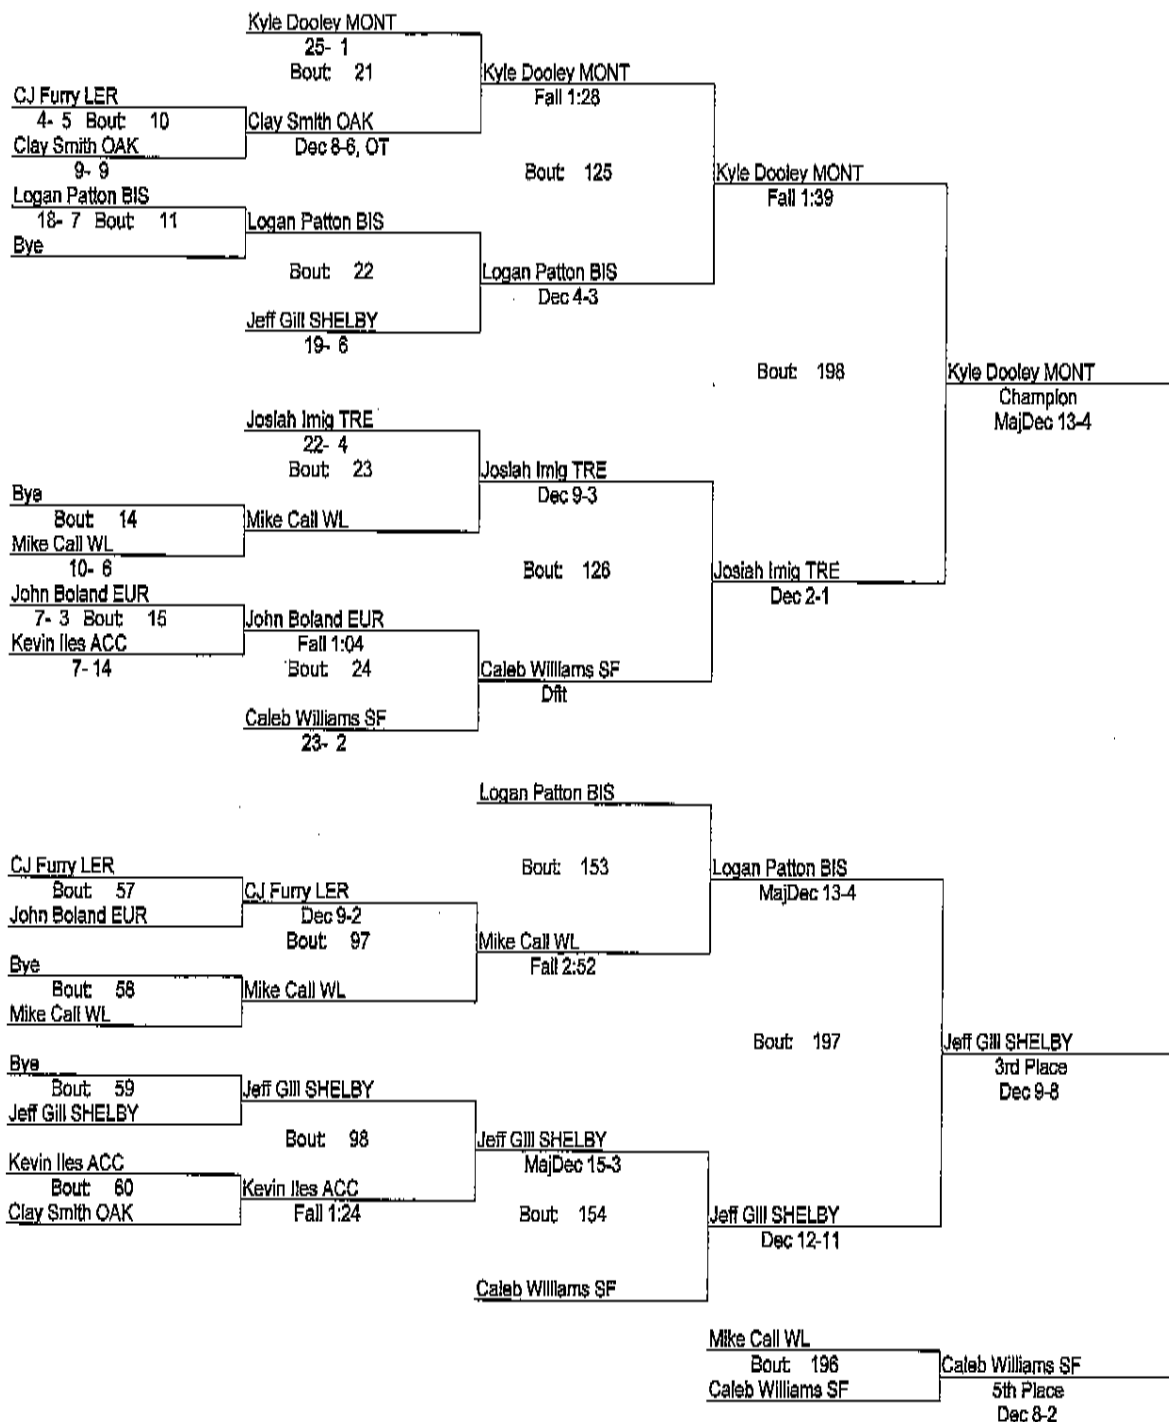 Kyle Dooley MONT
25- 1
Bout: 21
Kyle Dooley MONT
Fall 1:28
CJ Furry LER
4- 5 Bout: 10
Clay Smith OAK
Clay Smith OAK
9- 9
Dec 8-6, OT
Bout: 125
Kyle Dooley MONT
Fall 1:39
Logan Patton BIS
18- 7 Bout: 11
Bye
Logan Patton BIS
Bout: 22
Logan Patton BIS
Dec 4-3
Jeff Gill SHELBY
19- 6
Bout: 198
Kyle Dooley MONT
Champion
MajDec 13-4
Josiah Imig TRE
22- 4
Bout: 23
Josiah Imig TRE
Dec 9-3
Bye
Bout: 14
Mike Call WL
Mike Call WL
10- 6
Bout: 126
Josiah Imig TRE
Dec 2-1
John Boland EUR
7- 3 Bout: 15
Kevin Iles ACC
7- 14
John Boland EUR
Fall 1:04
Bout: 24
Caleb Williams SF
Dflt
Caleb Williams SF
23- 2
Logan Patton BIS
Bout: 153
Logan Patton BIS
MajDec 13-4
CJ Furry LER
Bout: 57
John Boland EUR
CJ Furry LER
Dec 9-2
Bout: 97
Mike Call WL
Fall 2:52
Bye
Bout: 58
Mike Call WL
Mike Call WL
Bout: 197
Jeff Gill SHELBY
3rd Place
Dec 9-8
Bye
Bout: 59
Jeff Gill SHELBY
Jeff Gill SHELBY
Bout: 98
Jeff Gill SHELBY
MajDec 15-3
Kevin Iles ACC
Bout: 60
Clay Smith OAK
Kevin Iles ACC
Fall 1:24
Bout: 154
Jeff Gill SHELBY
Dec 12-11
Caleb Williams SF
Mike Call WL
Bout: 196
Caleb Williams SF
Caleb Williams SF
5th Place
Dec 8-2